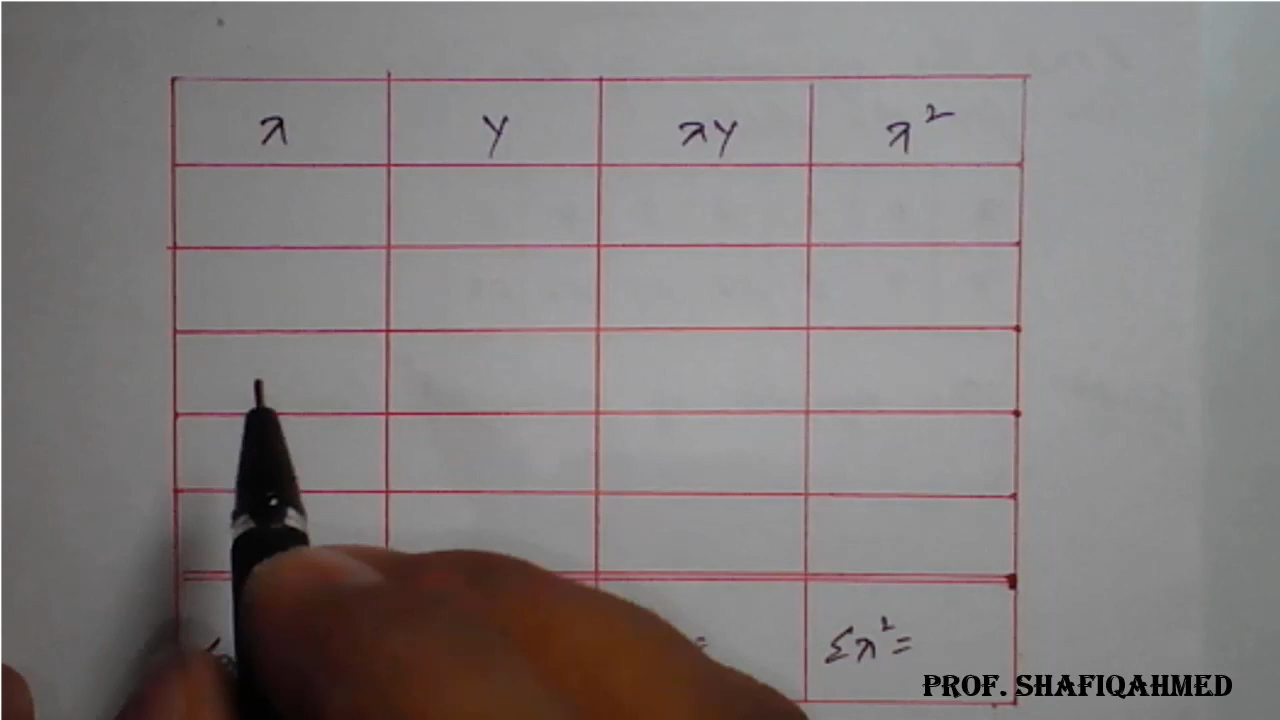 x y xy x²
= Σx² =
PROF. SHAFIQAHMED